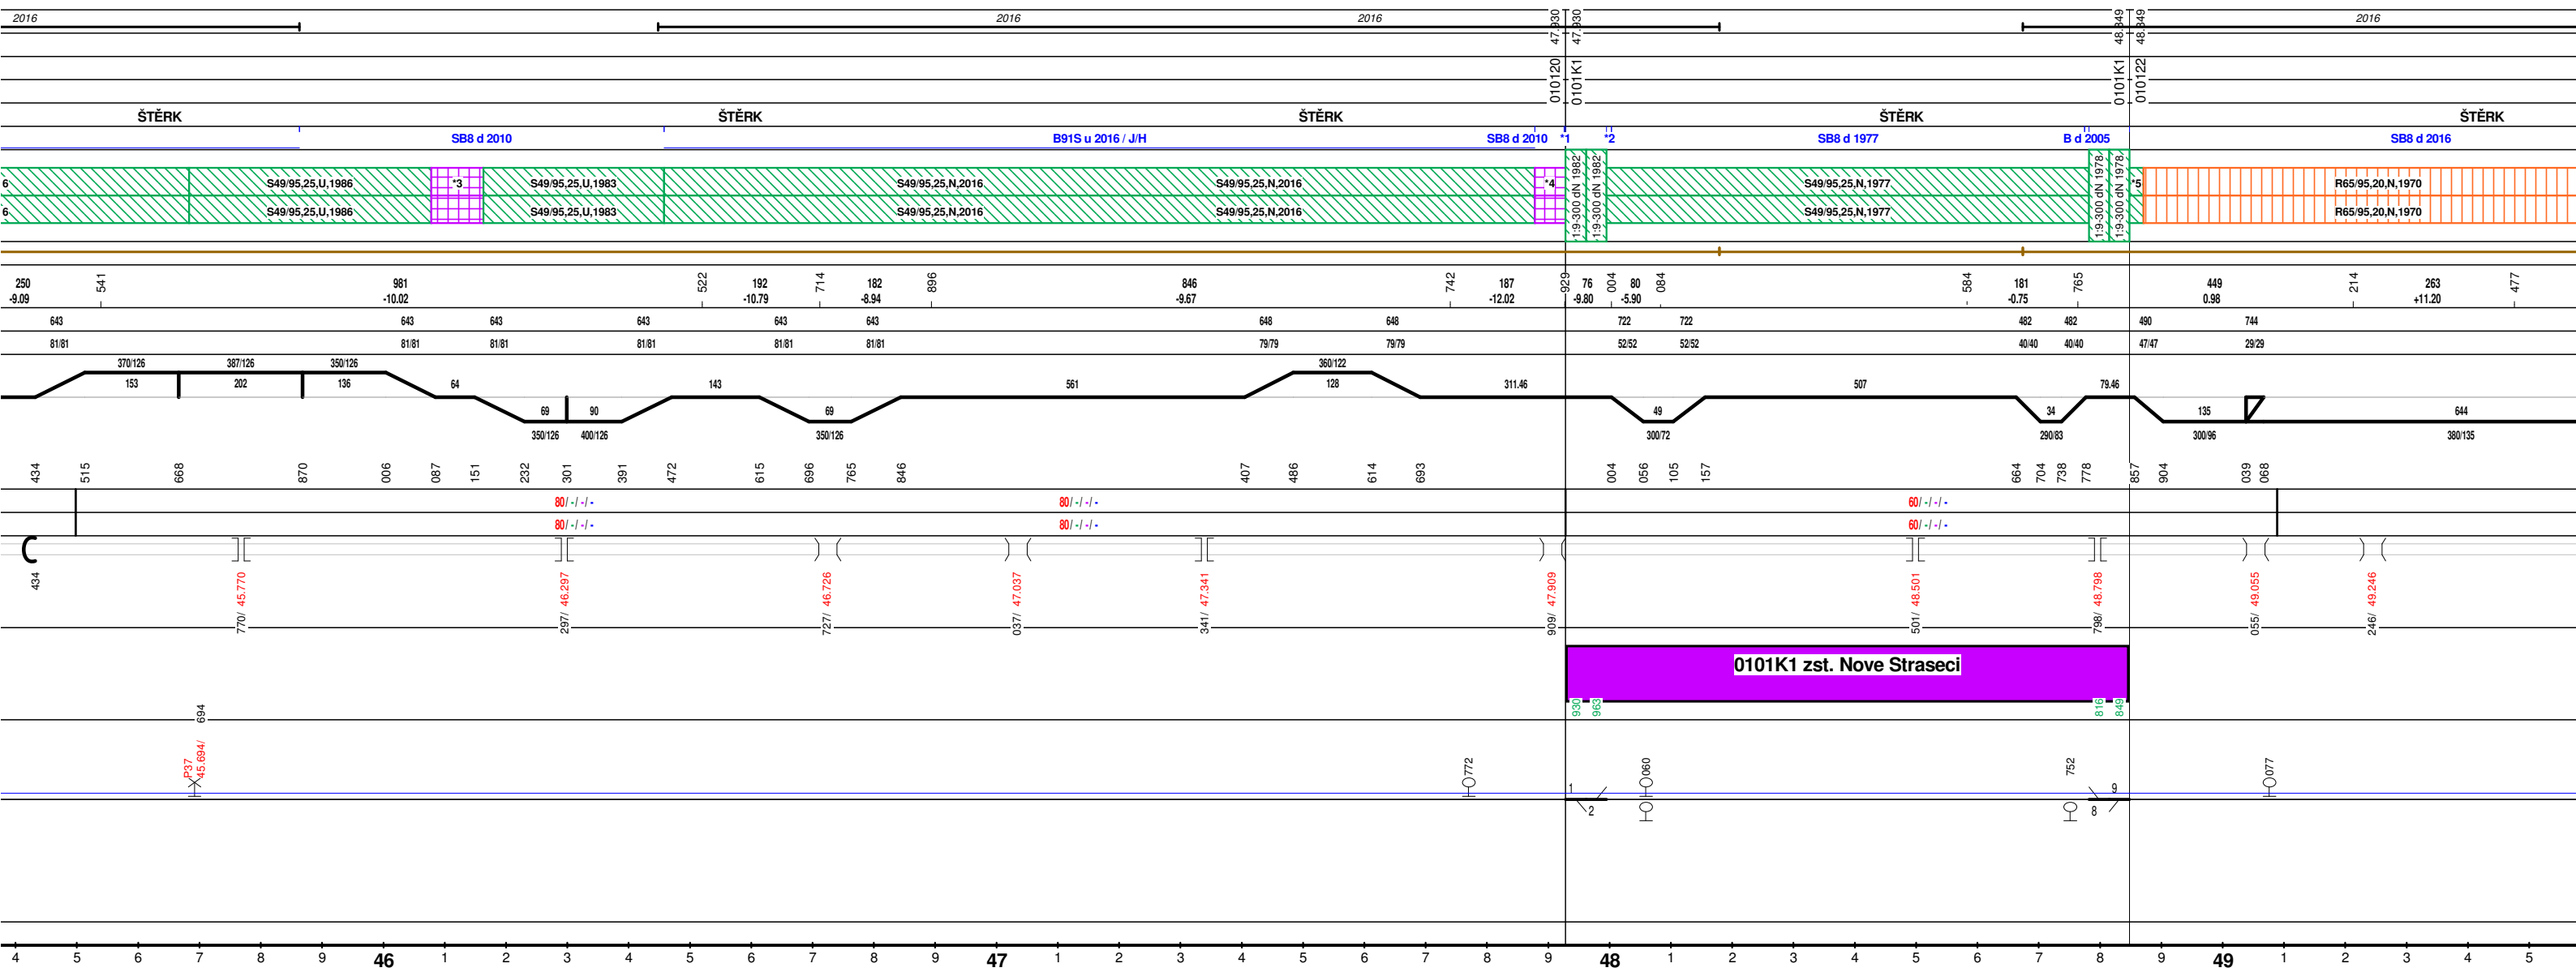 2016 2016 2016 2016
47.930 47.930 48.849 48.849
010120 0101K1 0101K1 010122
ŠTĚRK ŠTĚRK ŠTĚRK ŠTĚRK ŠTĚRK
SB8 d 2010 B91S u 2016 / J/H SB8 d 2010 *1 *2 SB8 d 1977 B d 2005 SB8 d 2016
1:9-300 dN 1982 1:9-300 dN 1982 1:9-300 dN 1978 1:9-300 dN 1978
6 S49/95,25,U,1986 *3 S49/95,25,U,1983 S49/95,25,N,2016 S49/95,25,N,2016 *4 S49/95,25,N,1977 *5 R65/95,20,N,1970
6 S49/95,25,U,1986 S49/95,25,U,1983 S49/95,25,N,2016 S49/95,25,N,2016 S49/95,25,N,1977 R65/95,20,N,1970
541 522 714 896 742 929 004 084 584 765 214 477
250 981 192 182 846 187 76 80 181 449 263
-9.09 -10.02 -10.79 -8.94 -9.67 -12.02 -9.80 -5.90 -0.75 0.98 +11.20
643 643 643 643 643 643 648 648 722 722 482 482 490 744
81/81 81/81 81/81 81/81 81/81 81/81 79/79 79/79 52/52 52/52 40/40 40/40 47/47 29/29
370/126 387/126 350/126 360/122
153 202 136 64 143 561 128 311.46 507 79.46
69 90 69 49 34 135 644
350/126 400/126 350/126 300/72 290/83 300/96 380/135
434 515 668 870 006 087 151 232 301 391 472 615 696 765 846 407 486 614 693 004 056 105 157 664 704 738 778 857 904 039 068
80/ -/ -/ - 80/ -/ -/ - 60/ -/ -/ -
80/ -/ -/ - 80/ -/ -/ - 60/ -/ -/ -
434 770/ 45.770 297/ 46.297 727/ 46.726 037/ 47.037 341/ 47.341 909/ 47.909 501/ 48.501 798/ 48.798 055/ 49.055 246/ 49.246
0101K1 zst. Nove Straseci
930 963 816 849
694
P37 45.694/ 772 060 752 077
1 9
2 8
4 5 6 7 8 9 46 1 2 3 4 5 6 7 8 9 47 1 2 3 4 5 6 7 8 9 48 1 2 3 4 5 6 7 8 9 49 1 2 3 4 5